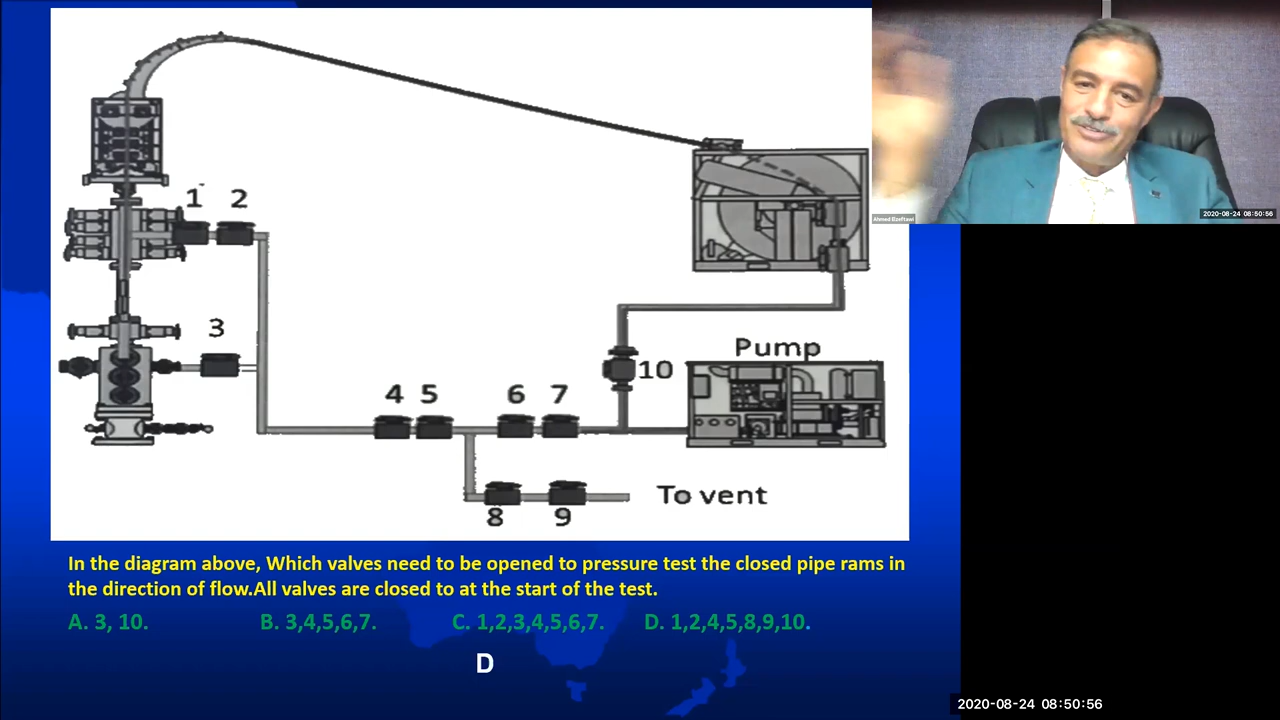 1 2
3
4 5 6 7
8 9
10
Pump
To vent
Ahmed Elzeftawi
2020-08-24 08:50:56
In the diagram above, Which valves need to be opened to pressure test the closed pipe rams in
the direction of flow.All valves are closed to at the start of the test.
A. 3, 10. B. 3,4,5,6,7. C. 1,2,3,4,5,6,7. D. 1,2,4,5,8,9,10.
D
2020-08-24 08:50:56